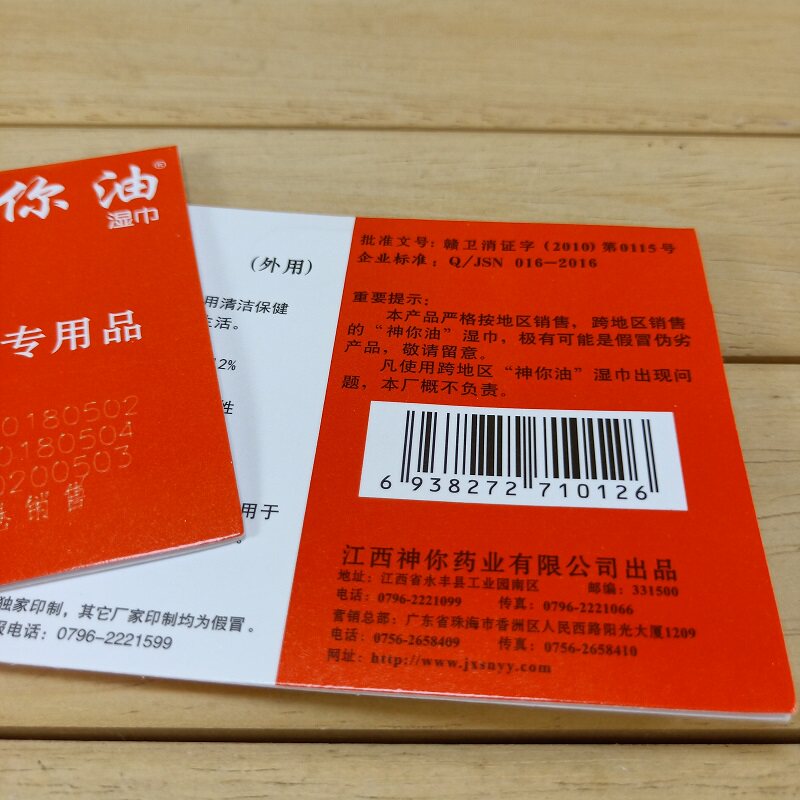 你油®
湿巾
专用品
0180502
0180504
0200503
销售
(外用)
用清洁保健
生活。
2%
性
用于
独家印制，其它厂家印制均为假冒。
报电话：0796-2221599
批准文号：赣卫消证字 (2010) 第0115号
企业标准：Q/JSN 016-2016
重要提示：
本产品严格按地区销售，跨地区销售
的“神你油”湿巾，极有可能是假冒伪劣
产品，敬请留意。
凡使用跨地区“神你油”湿巾出现问
题，本厂概不负责。
6 938272 710126
江西神你药业有限公司出品
地址：江西省永丰县工业园南区 邮编：331500
电话：0796-2221099 传真：0796-2221066
营销总部：广东省珠海市香洲区人民西路阳光大厦1209
电话：0756-2658409 传真：0756-2658410
网址：http://www.jxsnyy.com